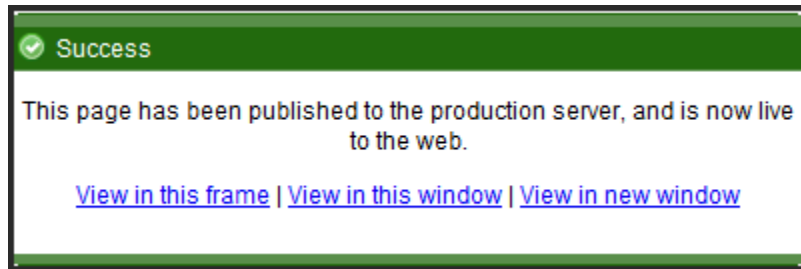 Success
This page has been published to the production server, and is now live
to the web.
View in this frame | View in this window | View in new window